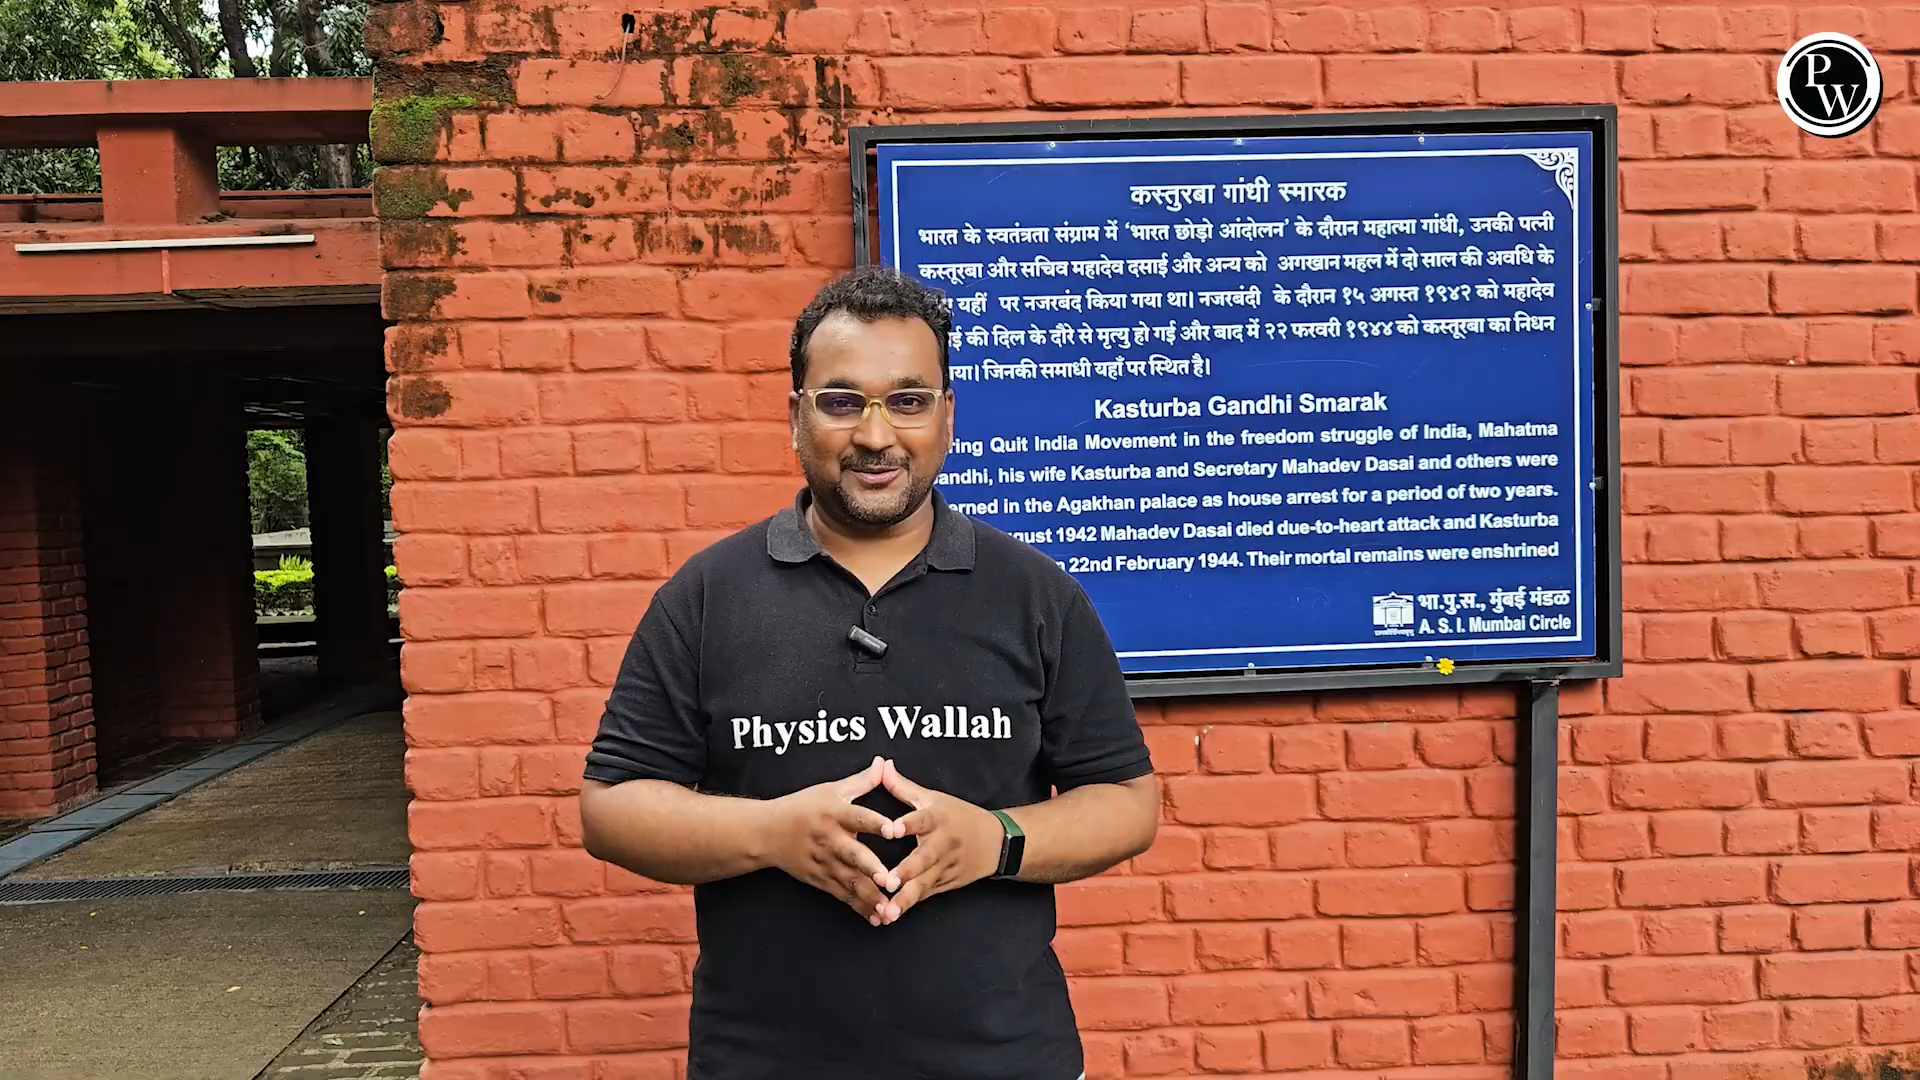 PW
कस्तुरबा गांधी स्मारक
भारत के स्वतंत्रता संग्राम में ‘भारत छोड़ो आंदोलन’ के दौरान महात्मा गांधी, उनकी पत्नी
कस्तूरबा और सचिव महादेव दसाई और अन्य को अगखान महल में दो साल की अवधि के
यहीं पर नजरबंद किया गया था। नजरबंदी के दौरान १५ अगस्त १९४२ को महादेव
की दिल के दौरे से मृत्यु हो गई और बाद में २२ फरवरी १९४४ को कस्तूरबा का निधन
जिनकी समाधी यहाँ पर स्थित है।
Kasturba Gandhi Smarak
Quit India Movement in the freedom struggle of India, Mahatma
his wife Kasturba and Secretary Mahadev Dasai and others were
in the Agakhan palace as house arrest for a period of two years.
1942 Mahadev Dasai died due-to-heart attack and Kasturba
22nd February 1944. Their mortal remains were enshrined
भा.पु.स., मुंबई मंडळ
A. S. I. Mumbai Circle
Physics Wallah